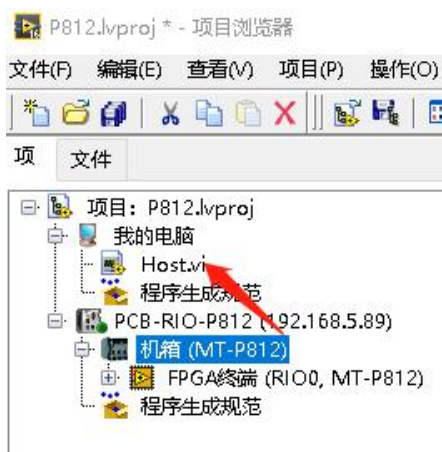 P812.lvproj * - 项目浏览器
文件(F) 编辑(E) 查看(V) 项目(P) 操作(O)
项 文件
项目: P812.lvproj
我的电脑
Host.vi
程序生成规范
PCB-RIO-P812 (192.168.5.89)
机箱 (MT-P812)
FPGA终端 (RIO0, MT-P812)
程序生成规范